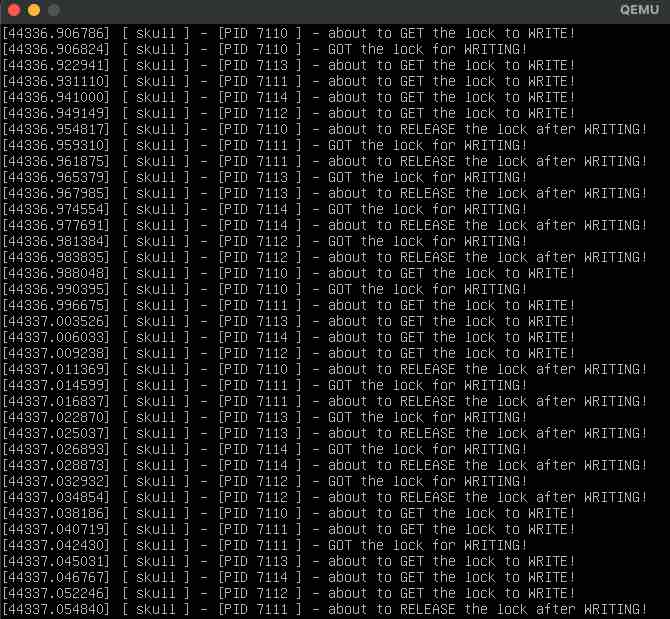 QEMU
[44336.906786] [ skull ] - [PID 7110 ] - about to GET the lock to WRITE!
[44336.906824] [ skull ] - [PID 7110 ] - GOT the lock for WRITING!
[44336.922941] [ skull ] - [PID 7113 ] - about to GET the lock to WRITE!
[44336.931110] [ skull ] - [PID 7111 ] - about to GET the lock to WRITE!
[44336.941000] [ skull ] - [PID 7114 ] - about to GET the lock to WRITE!
[44336.949149] [ skull ] - [PID 7112 ] - about to GET the lock to WRITE!
[44336.954817] [ skull ] - [PID 7110 ] - about to RELEASE the lock after WRITING!
[44336.959310] [ skull ] - [PID 7111 ] - GOT the lock for WRITING!
[44336.961875] [ skull ] - [PID 7111 ] - about to RELEASE the lock after WRITING!
[44336.965379] [ skull ] - [PID 7113 ] - GOT the lock for WRITING!
[44336.967985] [ skull ] - [PID 7113 ] - about to RELEASE the lock after WRITING!
[44336.974554] [ skull ] - [PID 7114 ] - GOT the lock for WRITING!
[44336.977691] [ skull ] - [PID 7114 ] - about to RELEASE the lock after WRITING!
[44336.981384] [ skull ] - [PID 7112 ] - GOT the lock for WRITING!
[44336.983835] [ skull ] - [PID 7112 ] - about to RELEASE the lock after WRITING!
[44336.988048] [ skull ] - [PID 7110 ] - about to GET the lock to WRITE!
[44336.990395] [ skull ] - [PID 7110 ] - GOT the lock for WRITING!
[44336.996675] [ skull ] - [PID 7111 ] - about to GET the lock to WRITE!
[44337.003526] [ skull ] - [PID 7113 ] - about to GET the lock to WRITE!
[44337.006033] [ skull ] - [PID 7114 ] - about to GET the lock to WRITE!
[44337.009238] [ skull ] - [PID 7112 ] - about to GET the lock to WRITE!
[44337.011369] [ skull ] - [PID 7110 ] - about to RELEASE the lock after WRITING!
[44337.014599] [ skull ] - [PID 7111 ] - GOT the lock for WRITING!
[44337.016837] [ skull ] - [PID 7111 ] - about to RELEASE the lock after WRITING!
[44337.022870] [ skull ] - [PID 7113 ] - GOT the lock for WRITING!
[44337.025037] [ skull ] - [PID 7113 ] - about to RELEASE the lock after WRITING!
[44337.026893] [ skull ] - [PID 7114 ] - GOT the lock for WRITING!
[44337.028873] [ skull ] - [PID 7114 ] - about to RELEASE the lock after WRITING!
[44337.032932] [ skull ] - [PID 7112 ] - GOT the lock for WRITING!
[44337.034854] [ skull ] - [PID 7112 ] - about to RELEASE the lock after WRITING!
[44337.038186] [ skull ] - [PID 7110 ] - about to GET the lock to WRITE!
[44337.040719] [ skull ] - [PID 7111 ] - about to GET the lock to WRITE!
[44337.042430] [ skull ] - [PID 7111 ] - GOT the lock for WRITING!
[44337.045031] [ skull ] - [PID 7113 ] - about to GET the lock to WRITE!
[44337.046767] [ skull ] - [PID 7114 ] - about to GET the lock to WRITE!
[44337.052246] [ skull ] - [PID 7112 ] - about to GET the lock to WRITE!
[44337.054840] [ skull ] - [PID 7111 ] - about to RELEASE the lock after WRITING!